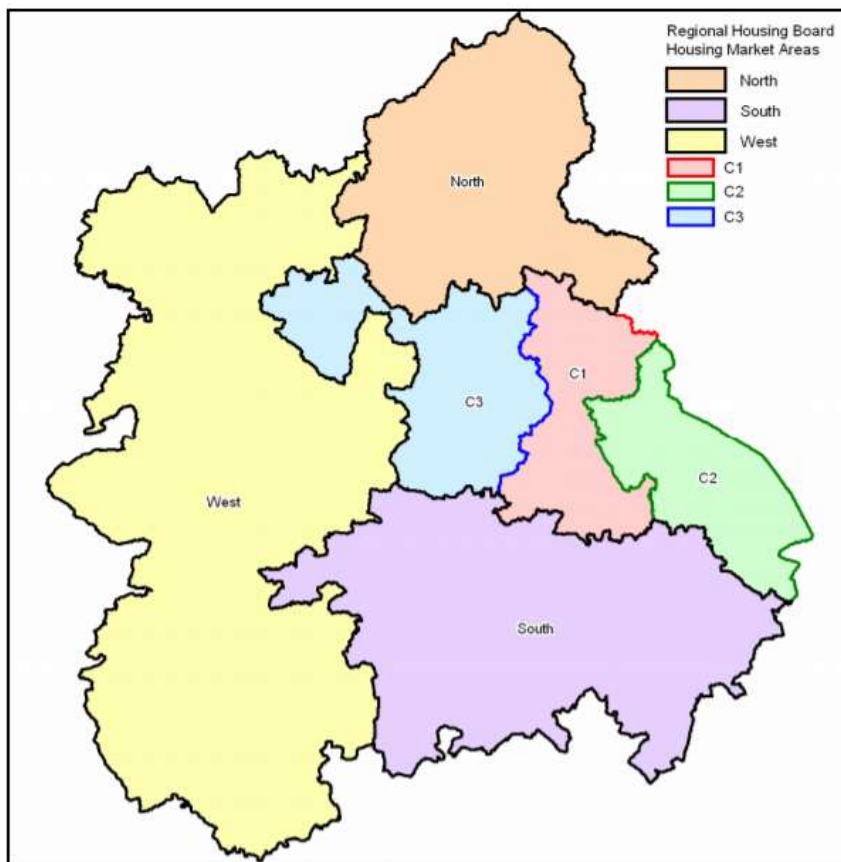 Regional Housing Board
Housing Market Areas
North
South
West
C1
C2
C3
North
C1
C3
C2
West
South